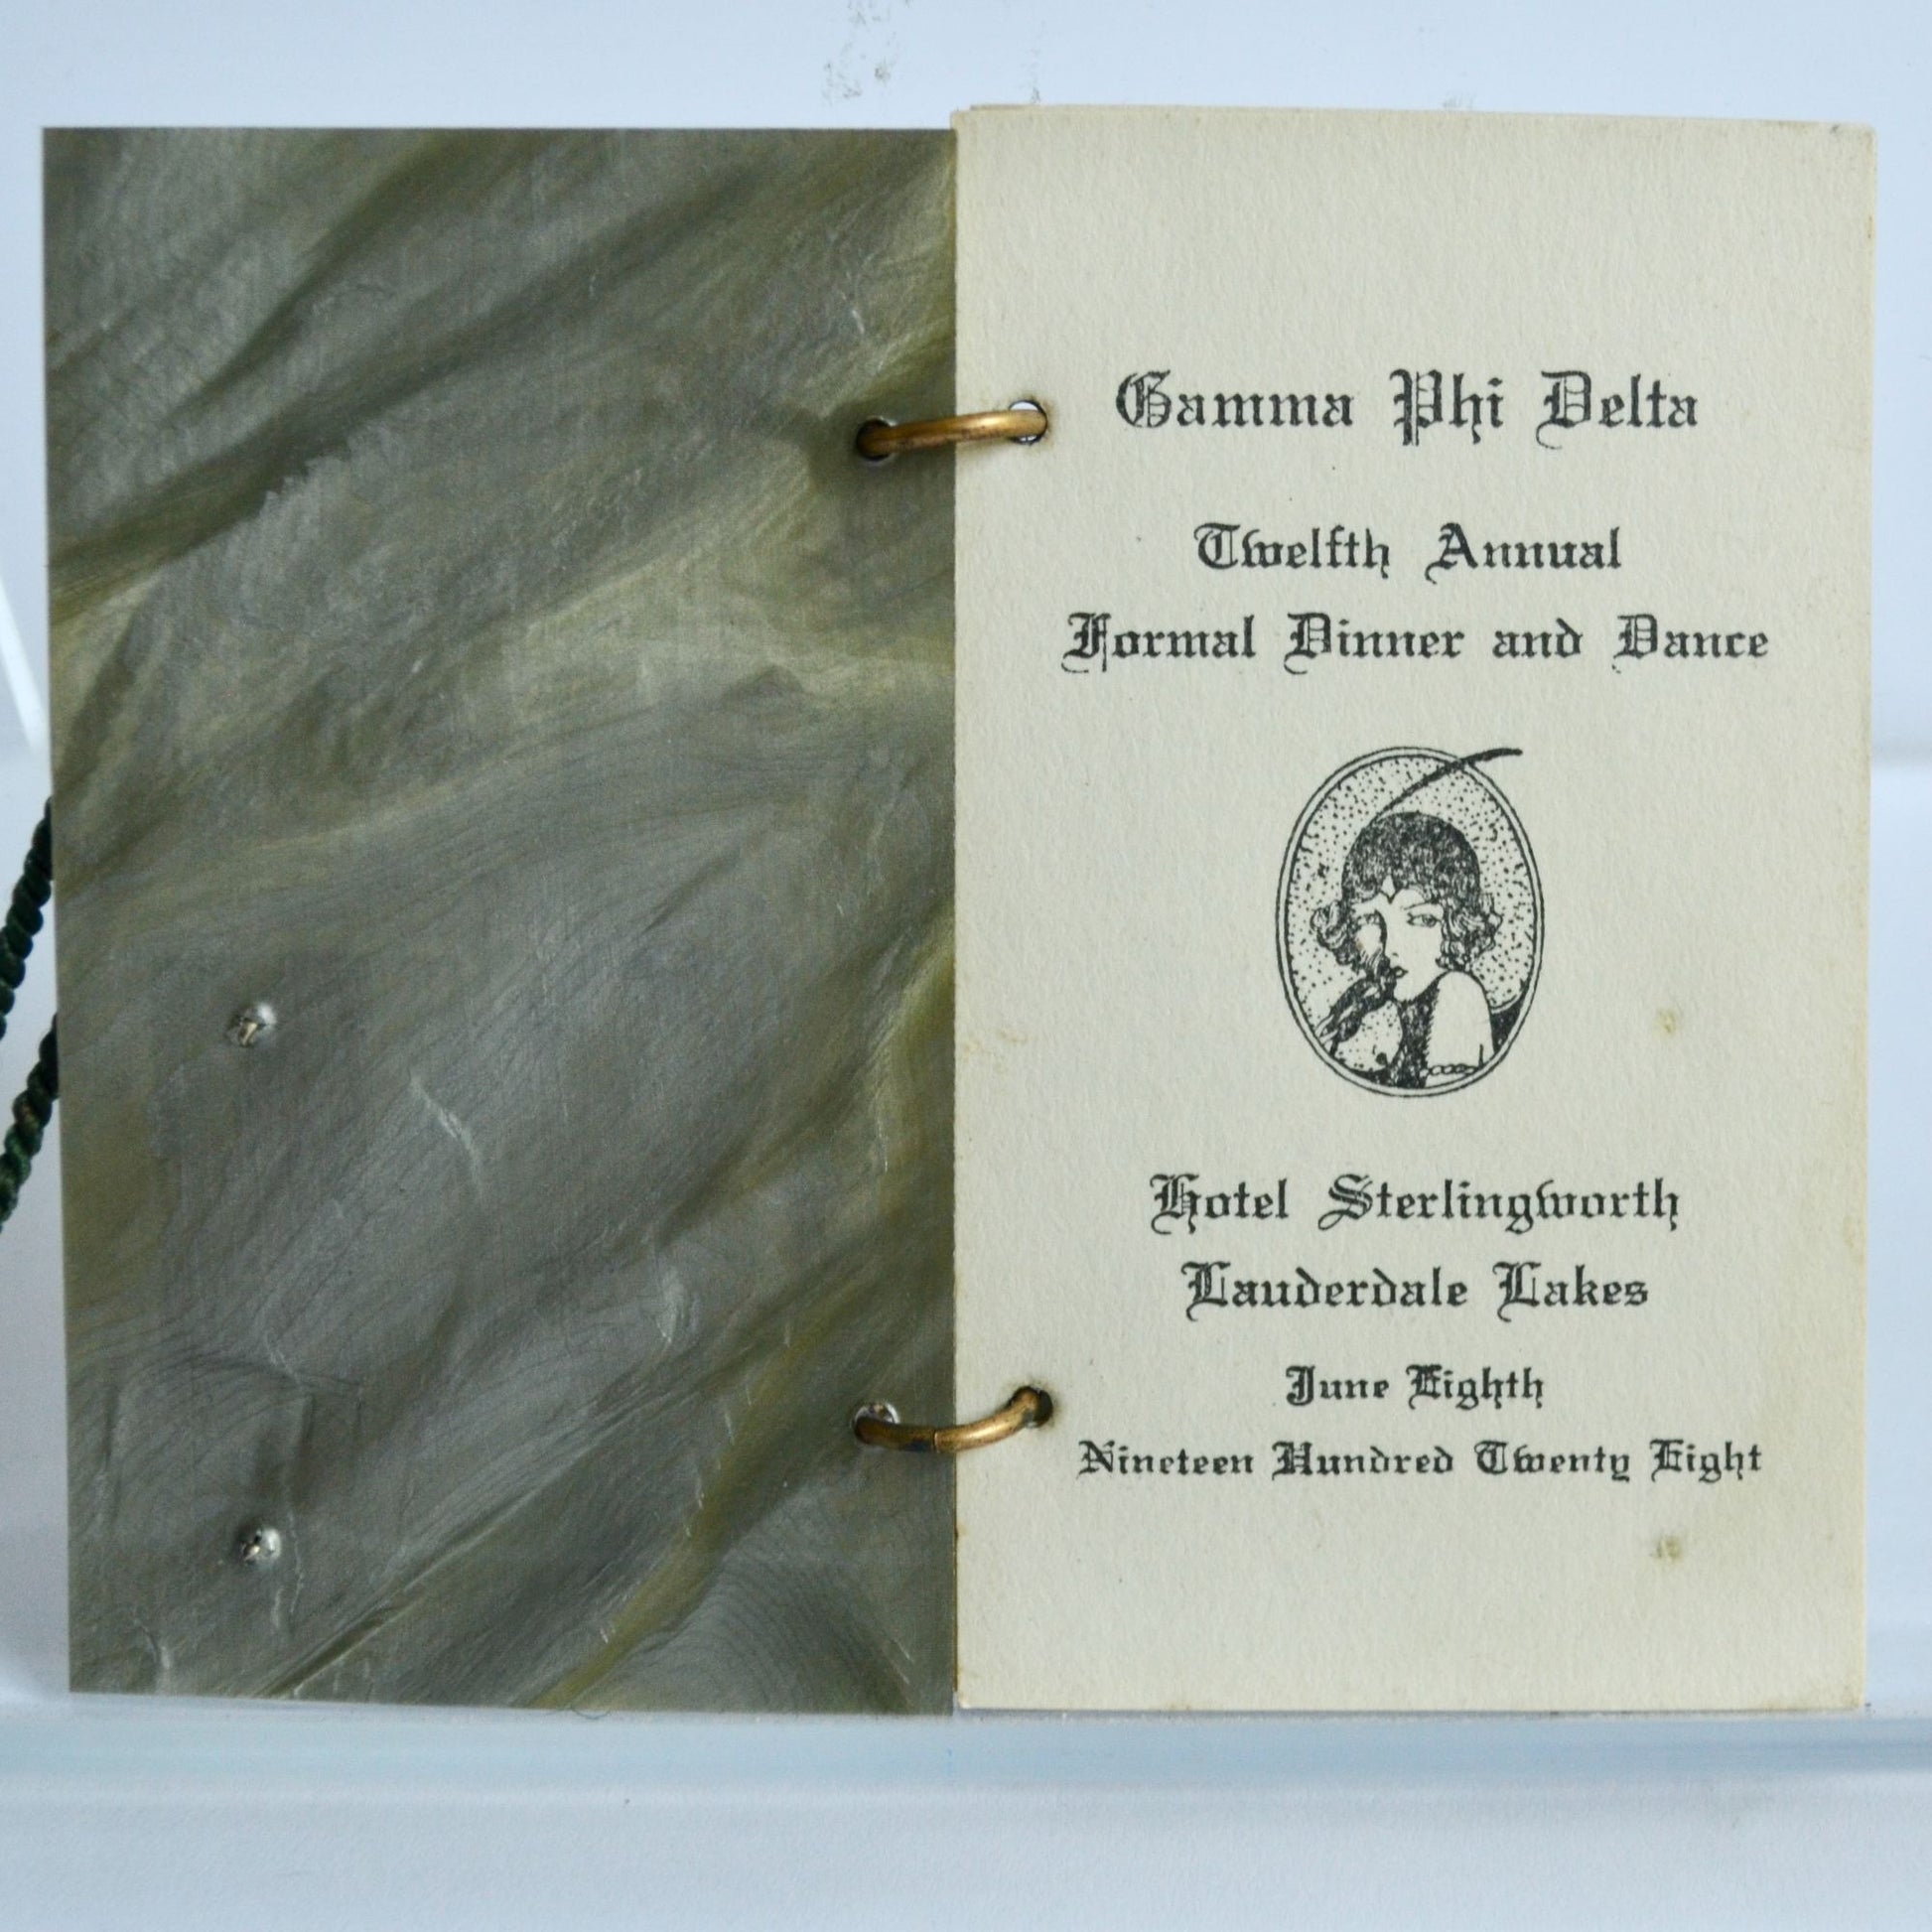 Gamma Phi Delta
Twelfth Annual
Formal Dinner and Dance
Hotel Sterlingworth
Lauderdale Lakes
June Eighth
Nineteen Hundred Twenty Eight